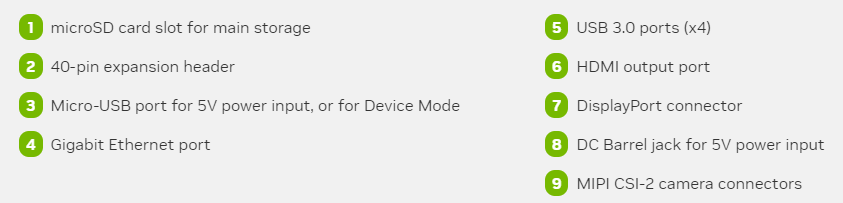 1 microSD card slot for main storage
2 40-pin expansion header
3 Micro-USB port for 5V power input, or for Device Mode
4 Gigabit Ethernet port
5 USB 3.0 ports (x4)
6 HDMI output port
7 DisplayPort connector
8 DC Barrel jack for 5V power input
9 MIPI CSI-2 camera connectors